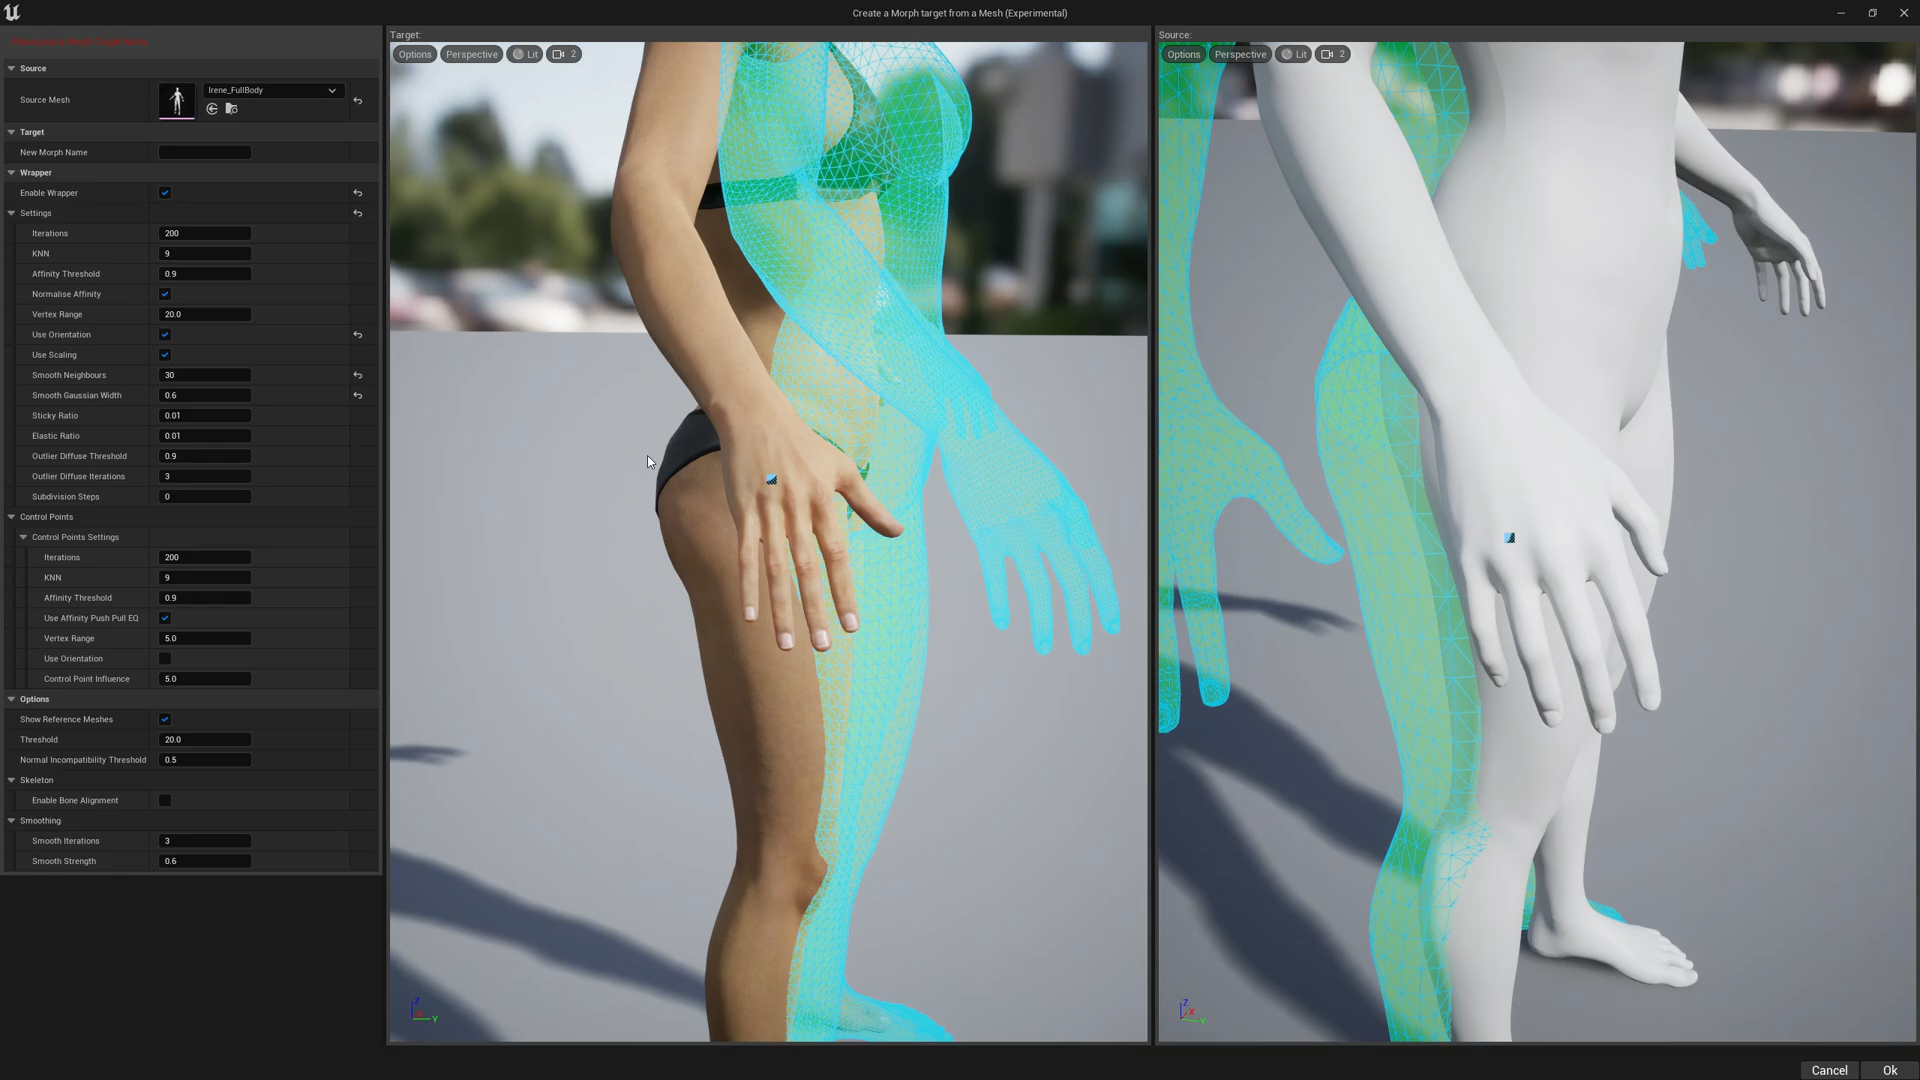 Create a Morph target from a Mesh (Experimental)
Source
Source Mesh
Irene_FullBody
Target
New Morph Name
Wrapper
Enable Wrapper
Settings
Iterations 200
KNN 9
Affinity Threshold 0.9
Normalise Affinity
Vertex Range 20.0
Use Orientation
Use Scaling
Smooth Neighbours 30
Smooth Gaussian Width 0.6
Sticky Ratio 0.01
Elastic Ratio 0.01
Outlier Diffuse Threshold 0.9
Outlier Diffuse Iterations 3
Subdivision Steps 0
Control Points
Control Points Settings
Iterations 200
KNN 9
Affinity Threshold 0.9
Use Affinity Push Pull EQ
Vertex Range 5.0
Use Orientation
Control Point Influence 5.0
Options
Show Reference Meshes
Threshold 20.0
Normal Incompatibility Threshold 0.5
Skeleton
Enable Bone Alignment
Smoothing
Smooth Iterations 3
Smooth Strength 0.6
Target:
Options Perspective Lit 2
Z
Y
Source:
Options Perspective Lit 2
Z
X
Y
Cancel Ok